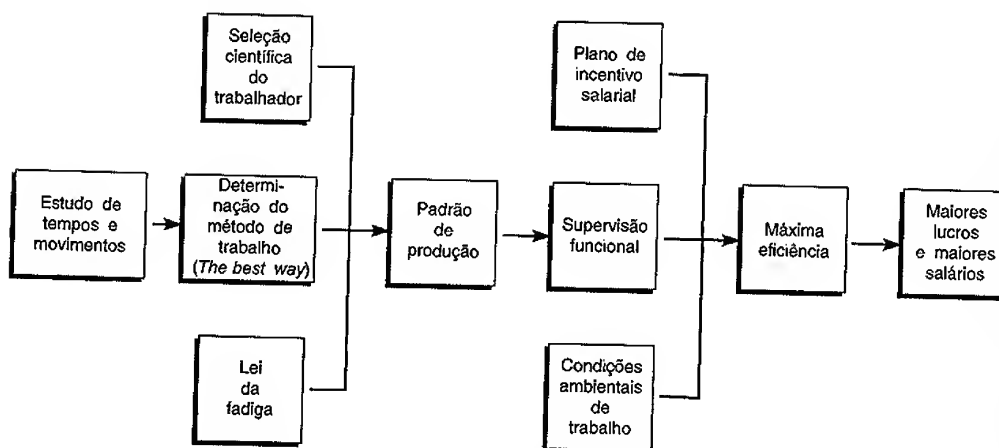 Seleção
científica
do
trabalhador
Plano de
incentivo
salarial
Estudo de
tempos e
movimentos
Determi-
nação do
método de
trabalho
(The best way)
Padrão
de
produção
Supervisão
funcional
Máxima
eficiência
Maiores
lucros
e maiores
salários
Lei
da
fadiga
Condições
ambientais
de
trabalho